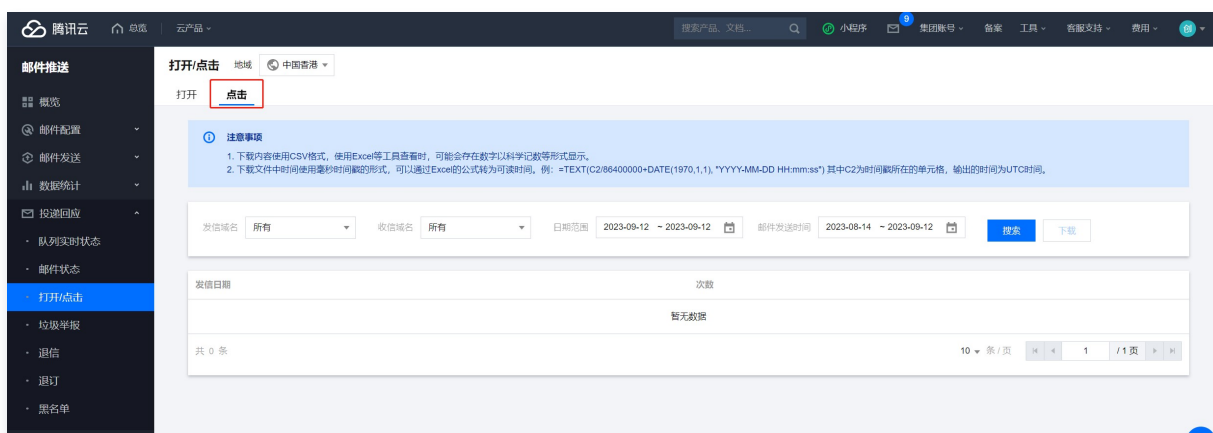 腾讯云 总览 云产品 搜索产品、文档... 小程序 9 集团账号 备案 工具 客服支持 费用 创
邮件推送
概览
邮件配置
邮件发送
数据统计
投递回应
队列实时状态
邮件状态
打开/点击
垃圾举报
退信
退订
黑名单
打开/点击 地域 中国香港
打开 点击
注意事项
1. 下载内容使用CSV格式，使用Excel等工具查看时，可能会存在数字以科学记数等形式显示。
2. 下载文件中时间使用毫秒时间戳的形式，可以通过Excel的公式转为可读时间。例：=TEXT(C2/86400000+DATE(1970,1,1), "YYYY-MM-DD HH:mm:ss") 其中C2为时间戳所在的单元格，输出的时间为UTC时间。
发信域名 所有 收信域名 所有 日期范围 2023-09-12 ~ 2023-09-12 邮件发送时间 2023-08-14 ~ 2023-09-12 搜索 下载
发信日期 次数
暂无数据
共 0 条 10 条 / 页 1 / 1 页